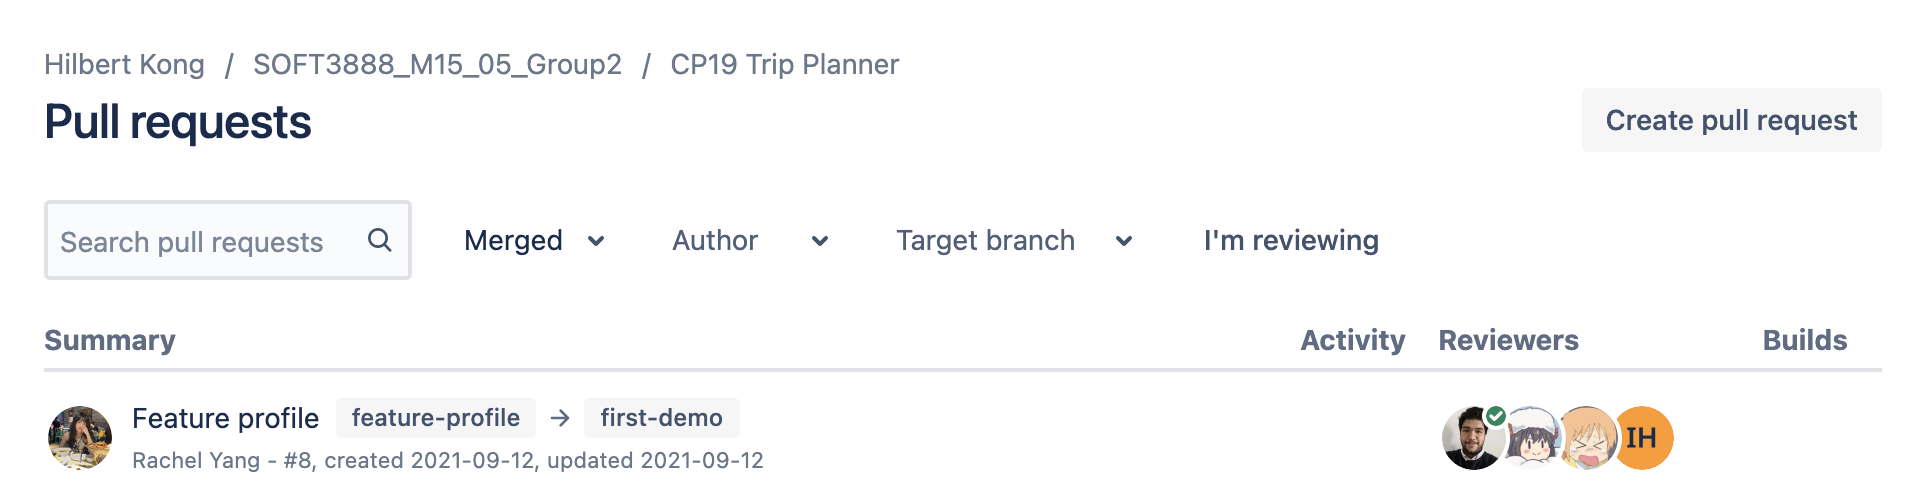 Hilbert Kong / SOFT3888_M15_05_Group2 / CP19 Trip Planner
Pull requests
Create pull request
Search pull requests Merged Author Target branch I'm reviewing
Summary Activity Reviewers Builds
Feature profile feature-profile → first-demo
IH
Rachel Yang - #8, created 2021-09-12, updated 2021-09-12